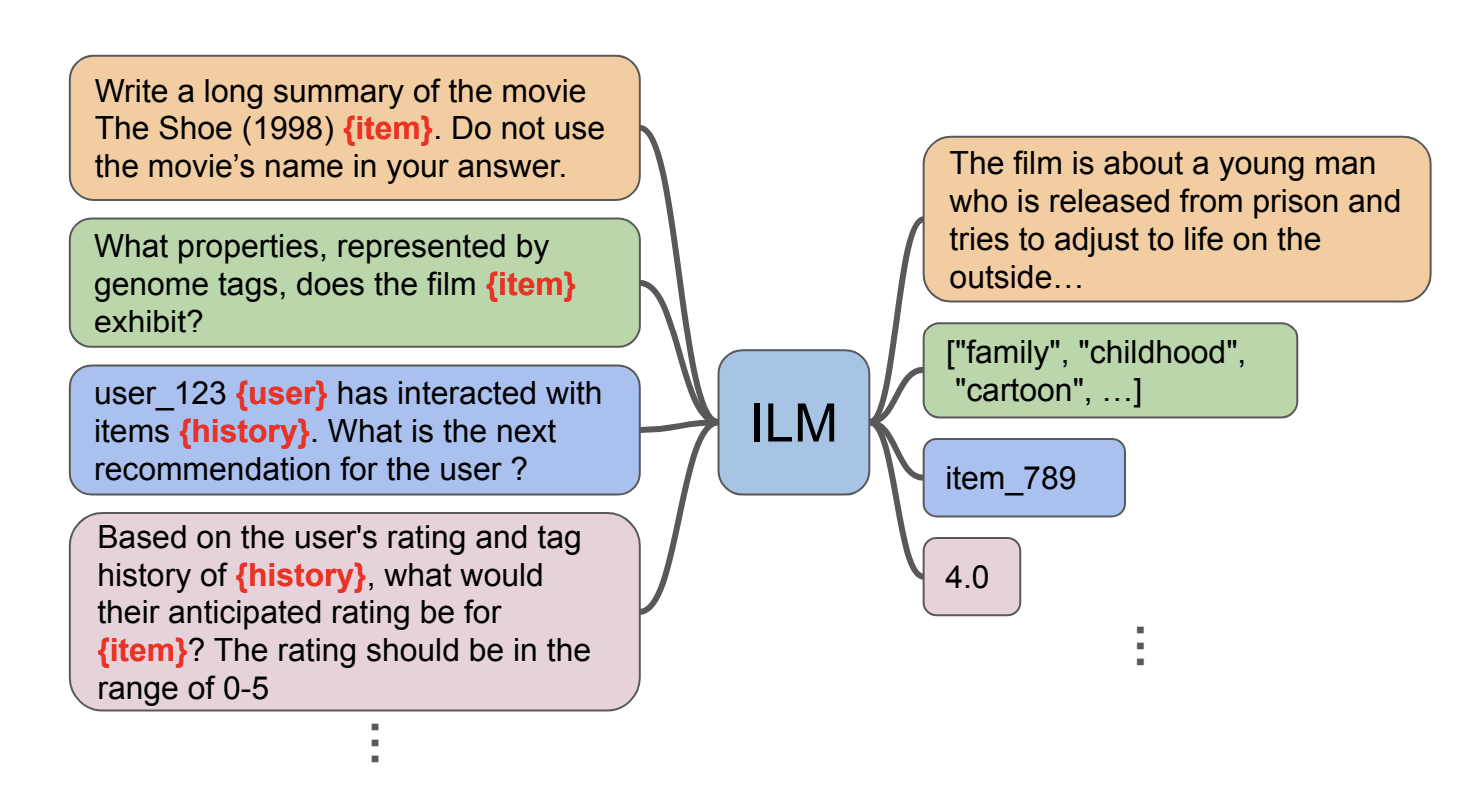 Write a long summary of the movie
The Shoe (1998) {item}. Do not use
the movie's name in your answer.
What properties, represented by
genome tags, does the film {item}
exhibit?
user_123 {user} has interacted with
items {history}. What is the next
recommendation for the user ?
Based on the user's rating and tag
history of {history}, what would
their anticipated rating be for
{item}? The rating should be in the
range of 0-5
ILM
The film is about a young man
who is released from prison and
tries to adjust to life on the
outside…
["family", "childhood",
"cartoon", …]
item_789
4.0